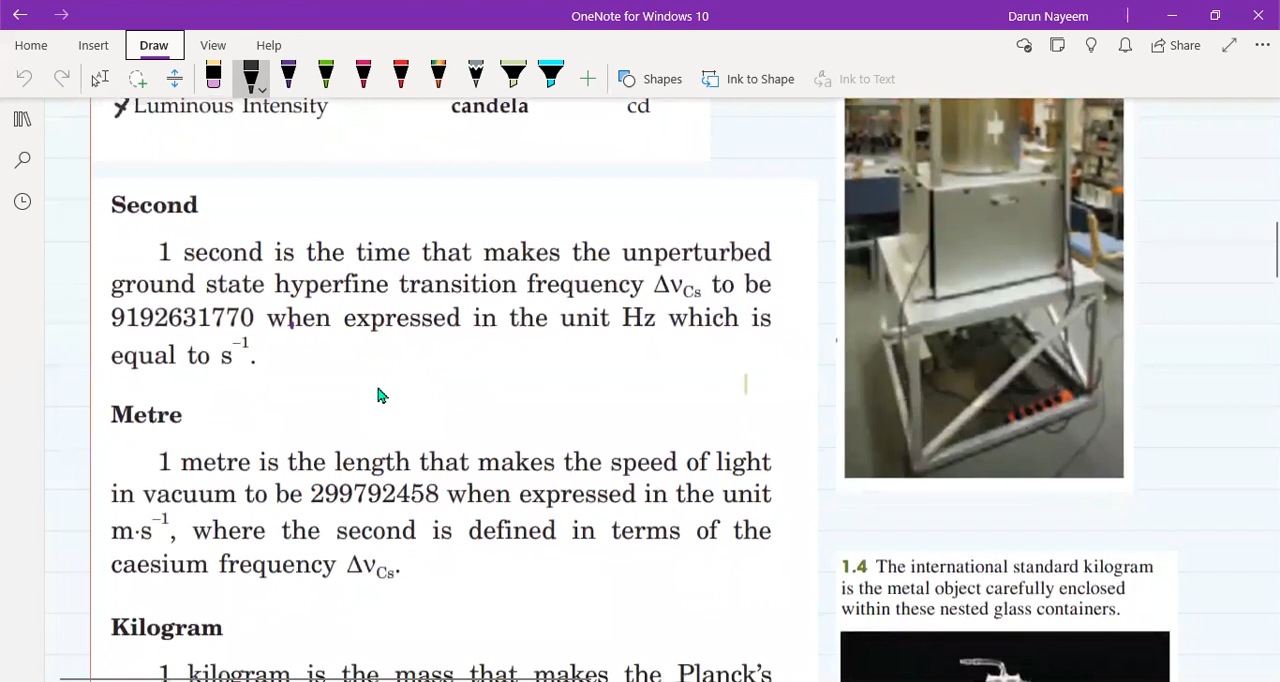 OneNote for Windows 10
Darun Nayeem
Home
Insert
Draw
View
Help
Share
Shapes
Ink to Shape
Ink to Text
Luminous Intensity candela cd
Second
1 second is the time that makes the unperturbed
ground state hyperfine transition frequency ΔνCs to be
9192631770 when expressed in the unit Hz which is
equal to s⁻¹.
Metre
1 metre is the length that makes the speed of light
in vacuum to be 299792458 when expressed in the unit
m·s⁻¹, where the second is defined in terms of the
caesium frequency ΔνCs.
Kilogram
1 kilogram is the mass that makes the Planck's
1.4 The international standard kilogram
is the metal object carefully enclosed
within these nested glass containers.